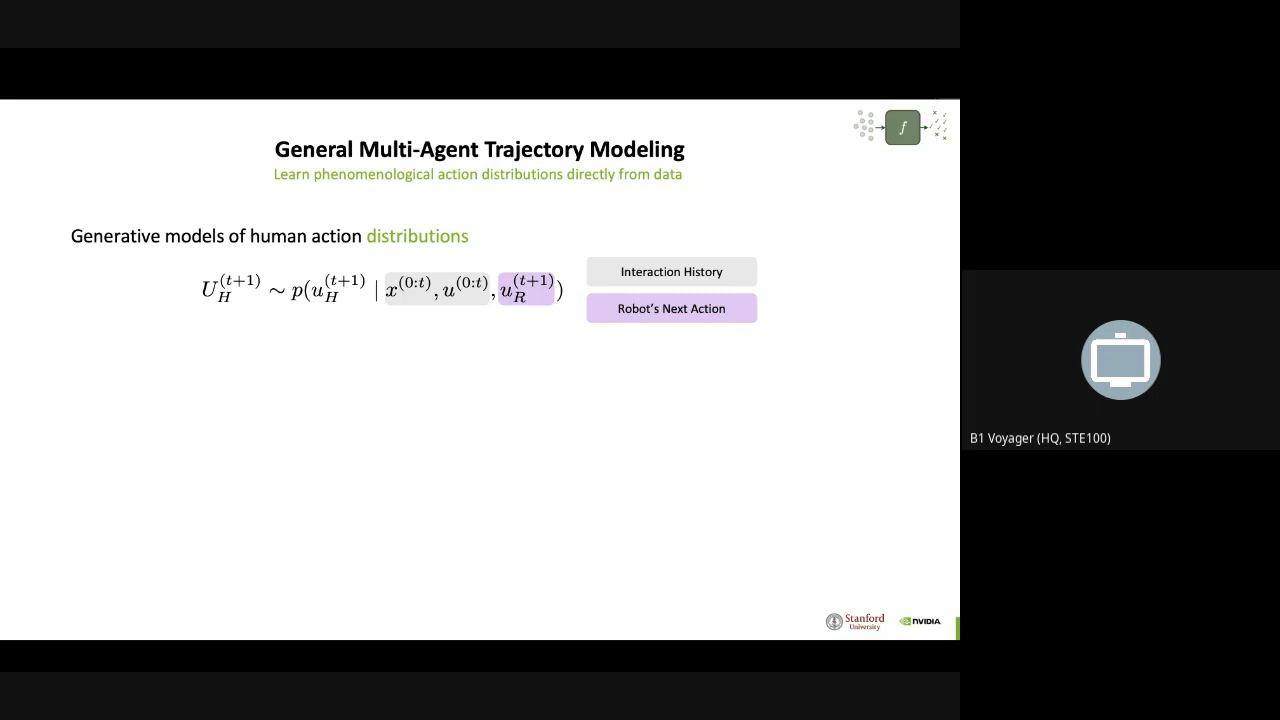 General Multi-Agent Trajectory Modeling
Learn phenomenological action distributions directly from data
f
Generative models of human action distributions
U_H^{(t+1)} ∼ p(u_H^{(t+1)} | x^{(0:t)}, u^{(0:t)}, u_R^{(t+1)})
Interaction History
Robot's Next Action
Stanford
University
NVIDIA
B1 Voyager (HQ, STE100)